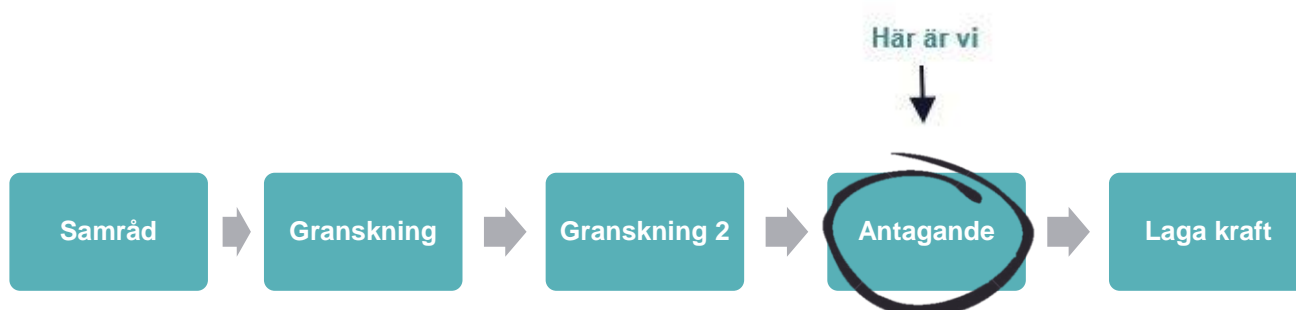 Här är vi
Samråd
Granskning
Granskning 2
Antagande
Laga kraft